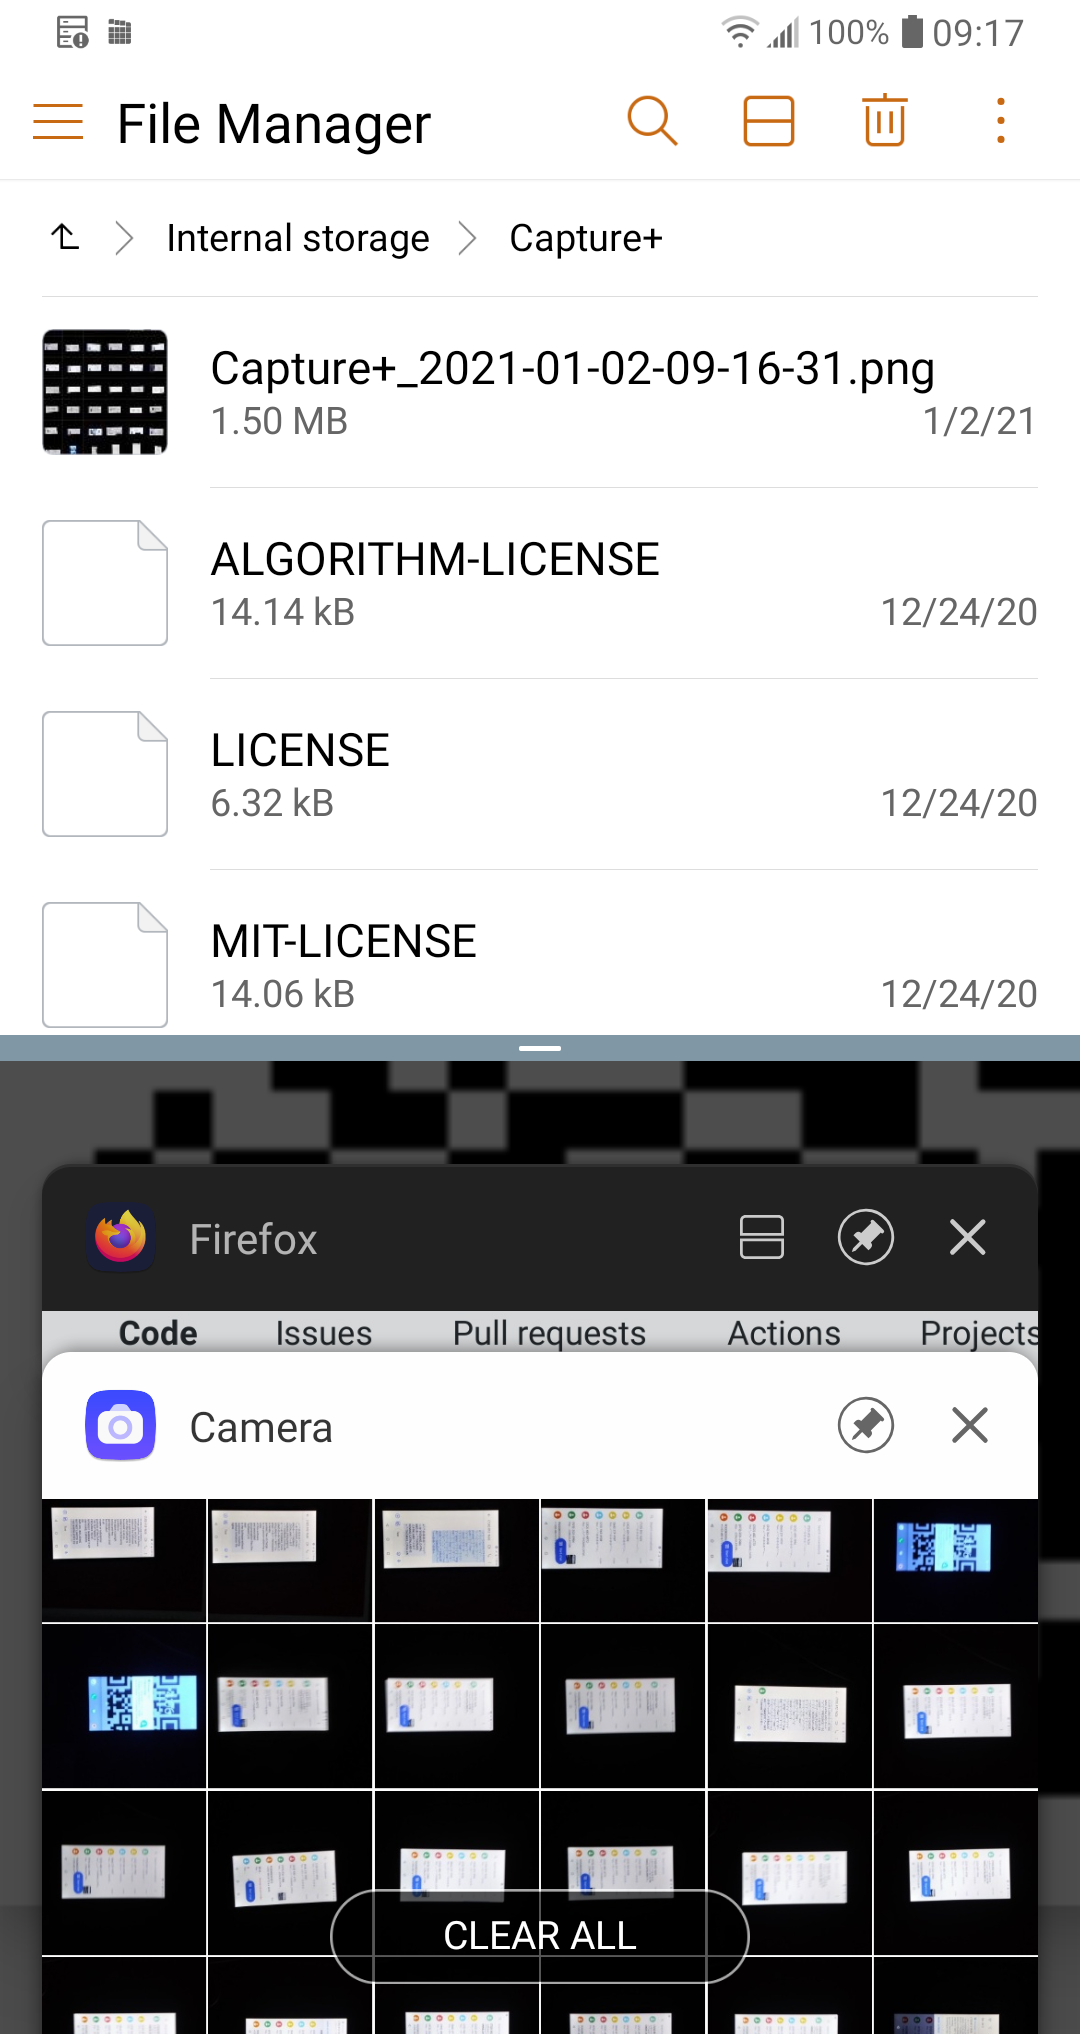 100% 09:17
File Manager
Internal storage Capture+
Capture+_2021-01-02-09-16-31.png
1.50 MB 1/2/21
ALGORITHM-LICENSE
14.14 kB 12/24/20
LICENSE
6.32 kB 12/24/20
MIT-LICENSE
14.06 kB 12/24/20
Firefox
Code Issues Pull requests Actions Projects
Camera
CLEAR ALL